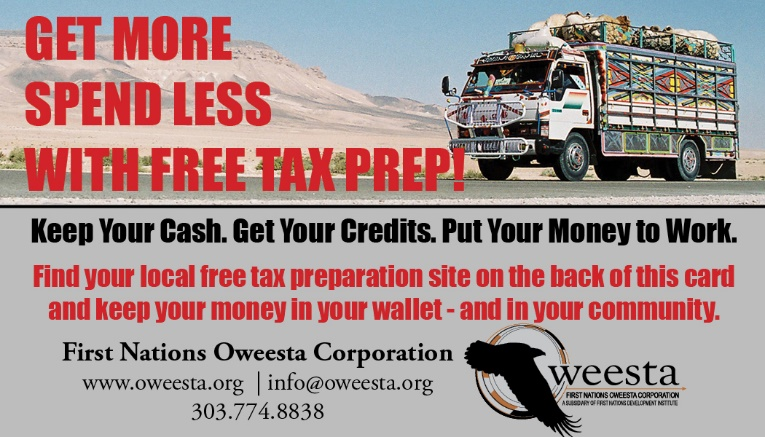 GET MORE
SPEND LESS
WITH FREE TAX PREP!
Keep Your Cash. Get Your Credits. Put Your Money to Work.
Find your local free tax preparation site on the back of this card
and keep your money in your wallet - and in your community.
First Nations Oweesta Corporation
www.oweesta.org | info@oweesta.org
303.774.8838
Oweesta
FIRST NATIONS OWEESTA CORPORATION
A SUBSIDIARY OF FIRST NATIONS DEVELOPMENT INSTITUTE